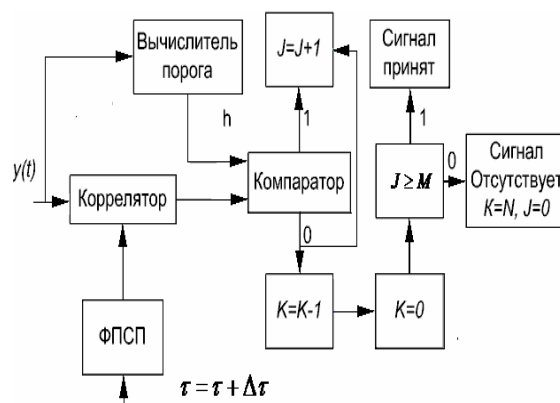 Вычислитель
порога
J=J+1
Сигнал
принят
h
1
1
y(t)
Коррелятор
Компаратор
J ≥ M
0
Сигнал
Отсутствует
K=N, J=0
0
ФПСП
K=K-1
K=0
τ = τ + Δτ